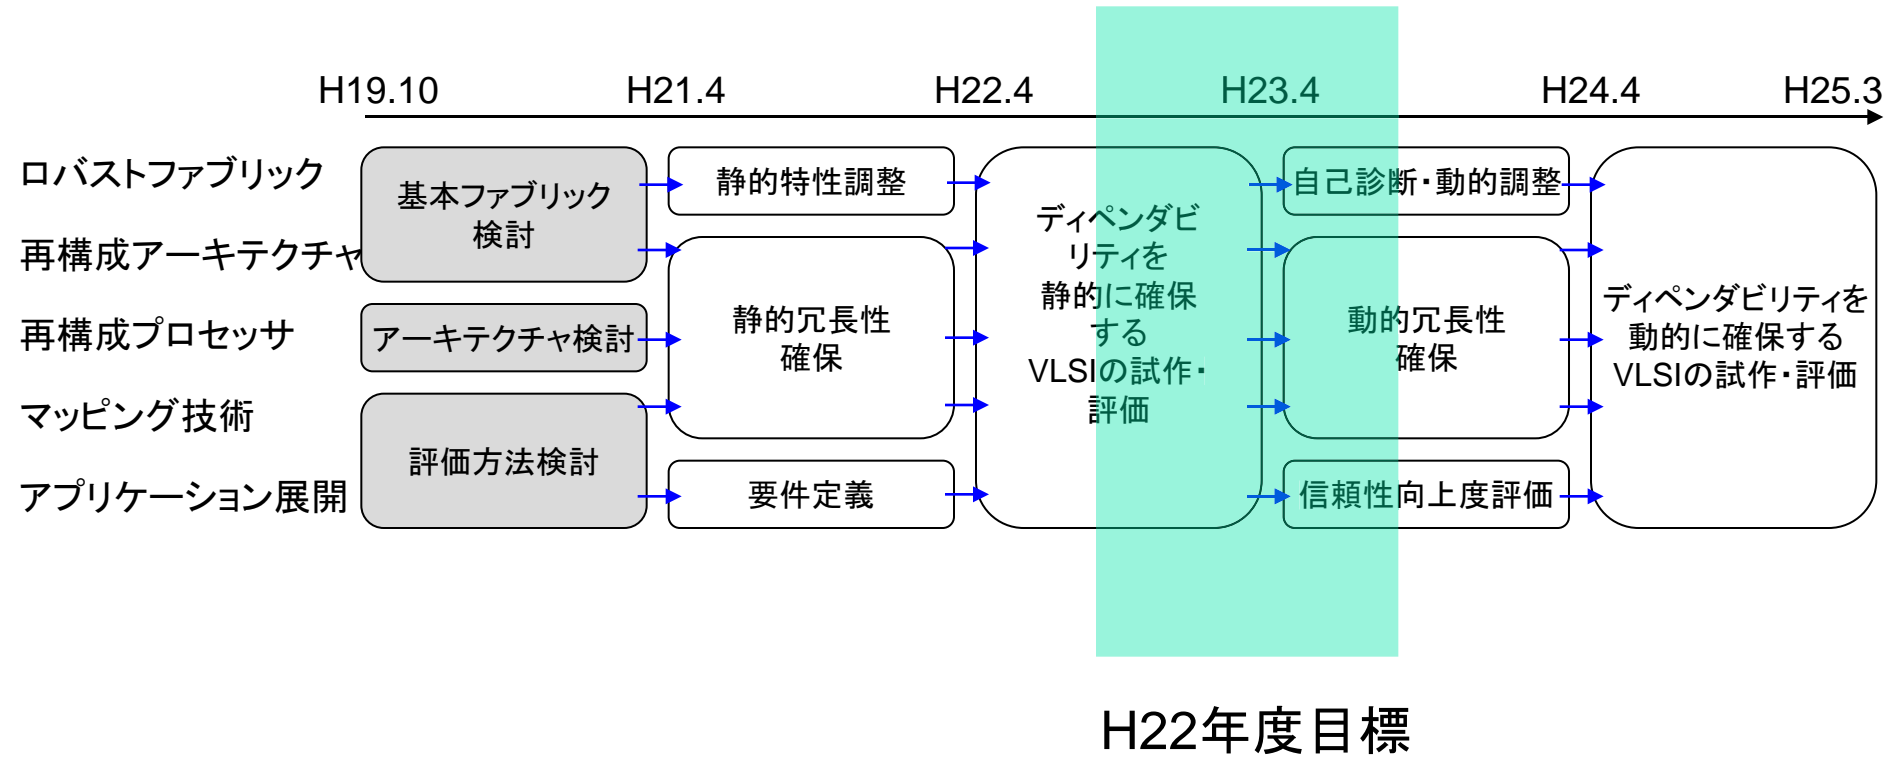 H19.10 H21.4 H22.4 H23.4 H24.4 H25.3
ロバストファブリック
再構成アーキテクチャ
再構成プロセッサ
マッピング技術
アプリケーション展開
基本ファブリック
検討
アーキテクチャ検討
評価方法検討
静的特性調整
静的冗長性
確保
要件定義
ディペンダビ
リティを
静的に確保
する
VLSIの試作・
評価
自己診断・動的調整
動的冗長性
確保
信頼性向上度評価
ディペンダビリティを
動的に確保する
VLSIの試作・評価
H22年度目標